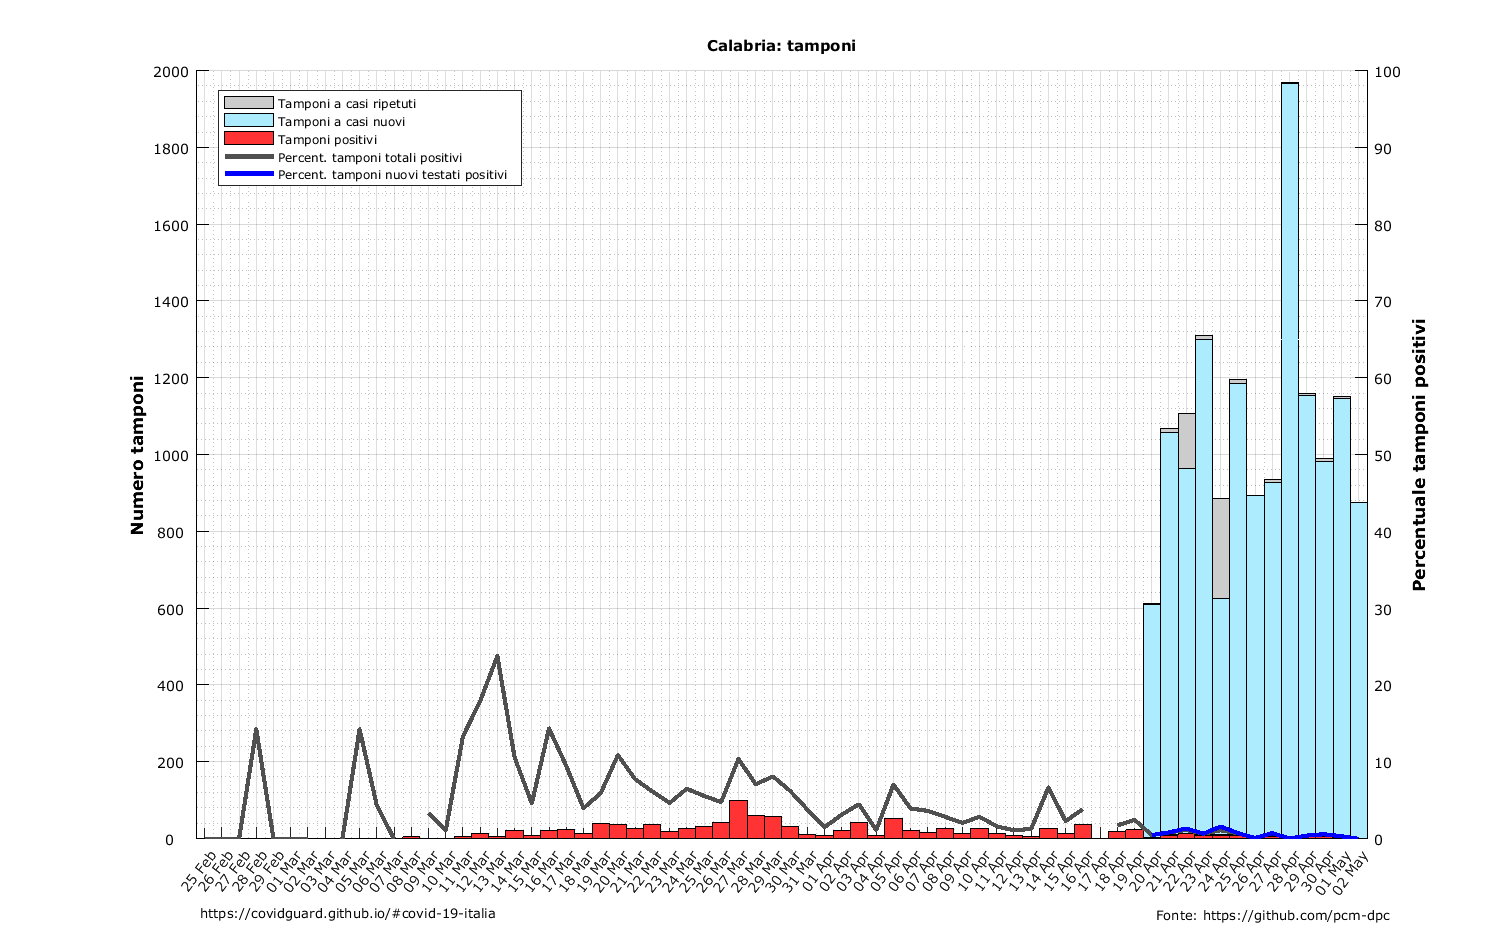 Calabria: tamponi
Tamponi a casi ripetuti
Tamponi a casi nuovi
Tamponi positivi
Percent. tamponi totali positivi
Percent. tamponi nuovi testati positivi
Numero tamponi
2000
1800
1600
1400
1200
1000
800
600
400
200
0
100
90
80
70
60
50
40
30
20
10
0
Percentuale tamponi positivi
25 Feb
26 Feb
27 Feb
28 Feb
29 Feb
01 Mar
02 Mar
03 Mar
04 Mar
05 Mar
06 Mar
07 Mar
08 Mar
09 Mar
10 Mar
11 Mar
12 Mar
13 Mar
14 Mar
15 Mar
16 Mar
17 Mar
18 Mar
19 Mar
20 Mar
21 Mar
22 Mar
23 Mar
24 Mar
25 Mar
26 Mar
27 Mar
28 Mar
29 Mar
30 Mar
31 Mar
01 Apr
02 Apr
03 Apr
04 Apr
05 Apr
06 Apr
07 Apr
08 Apr
09 Apr
10 Apr
11 Apr
12 Apr
13 Apr
14 Apr
15 Apr
16 Apr
17 Apr
18 Apr
19 Apr
20 Apr
21 Apr
22 Apr
23 Apr
24 Apr
25 Apr
26 Apr
27 Apr
28 Apr
29 Apr
30 Apr
01 May
02 May
https://covidguard.github.io/#covid-19-italia
Fonte: https://github.com/pcm-dpc